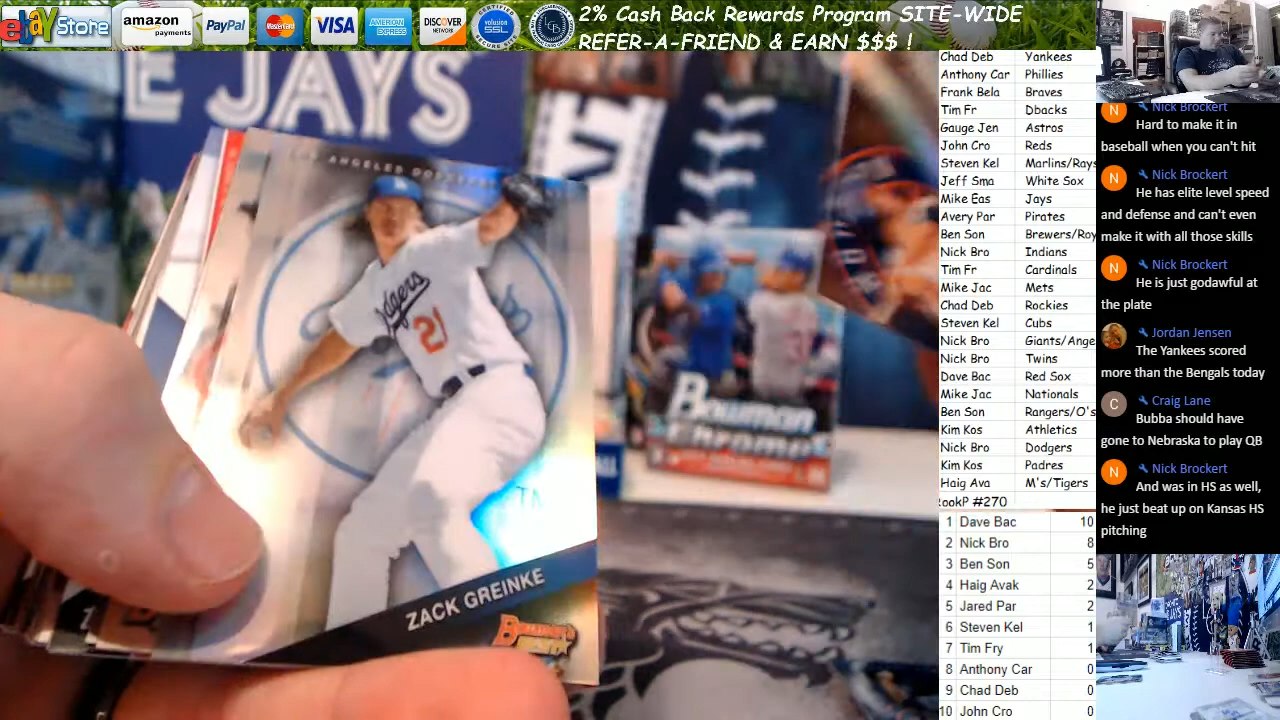 ebay Store
amazon
payments
PayPal
MasterCard
VISA
AMERICAN
EXPRESS
DISCOVER
NETWORK
volusion
SSL
2% Cash Back Rewards Program SITE-WIDE
REFER-A-FRIEND & EARN $$$ !
E JAYS
LOS ANGELES DODGERS
Dodgers
21
ZACK GREINKE
Bowman's
Bowman
Chrome
Chad Deb Yankees
Anthony Car Phillies
Frank Bela Braves
Tim Fr Dbacks
Gauge Jen Astros
John Cro Reds
Steven Kel Marlins/Rays
Jeff Sma White Sox
Mike Eas Jays
Avery Par Pirates
Ben Son Brewers/Roy
Nick Bro Indians
Tim Fr Cardinals
Mike Jac Mets
Chad Deb Rockies
Steven Kel Cubs
Nick Bro Giants/Ange
Nick Bro Twins
Dave Bac Red Sox
Mike Jac Nationals
Ben Son Rangers/O's
Kim Kos Athletics
Nick Bro Dodgers
Kim Kos Padres
Haig Ava M's/Tigers
RookP #270
1 Dave Bac 10
2 Nick Bro 8
3 Ben Son 5
4 Haig Avak 2
5 Jared Par 2
6 Steven Kel 1
7 Tim Fry 1
8 Anthony Car 0
9 Chad Deb 0
10 John Cro 0
N Nick Brockert
Hard to make it in
baseball when you can't hit
N Nick Brockert
He has elite level speed
and defense and can't even
make it with all those skills
N Nick Brockert
He is just godawful at
the plate
Jordan Jensen
The Yankees scored
more than the Bengals today
C Craig Lane
Bubba should have
gone to Nebraska to play QB
N Nick Brockert
And was in HS as well,
he just beat up on Kansas HS
pitching